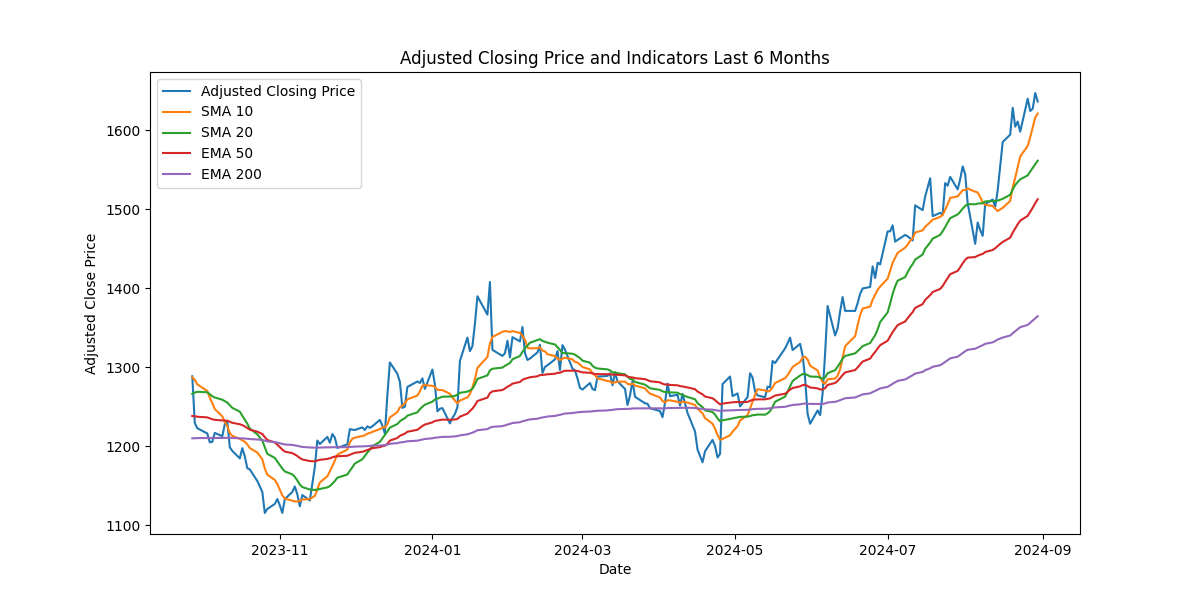 Adjusted Closing Price and Indicators Last 6 Months
Adjusted Closing Price
SMA 10
SMA 20
EMA 50
EMA 200
Adjusted Close Price
1600
1500
1400
1300
1200
1100
2023-11
2024-01
2024-03
2024-05
2024-07
2024-09
Date